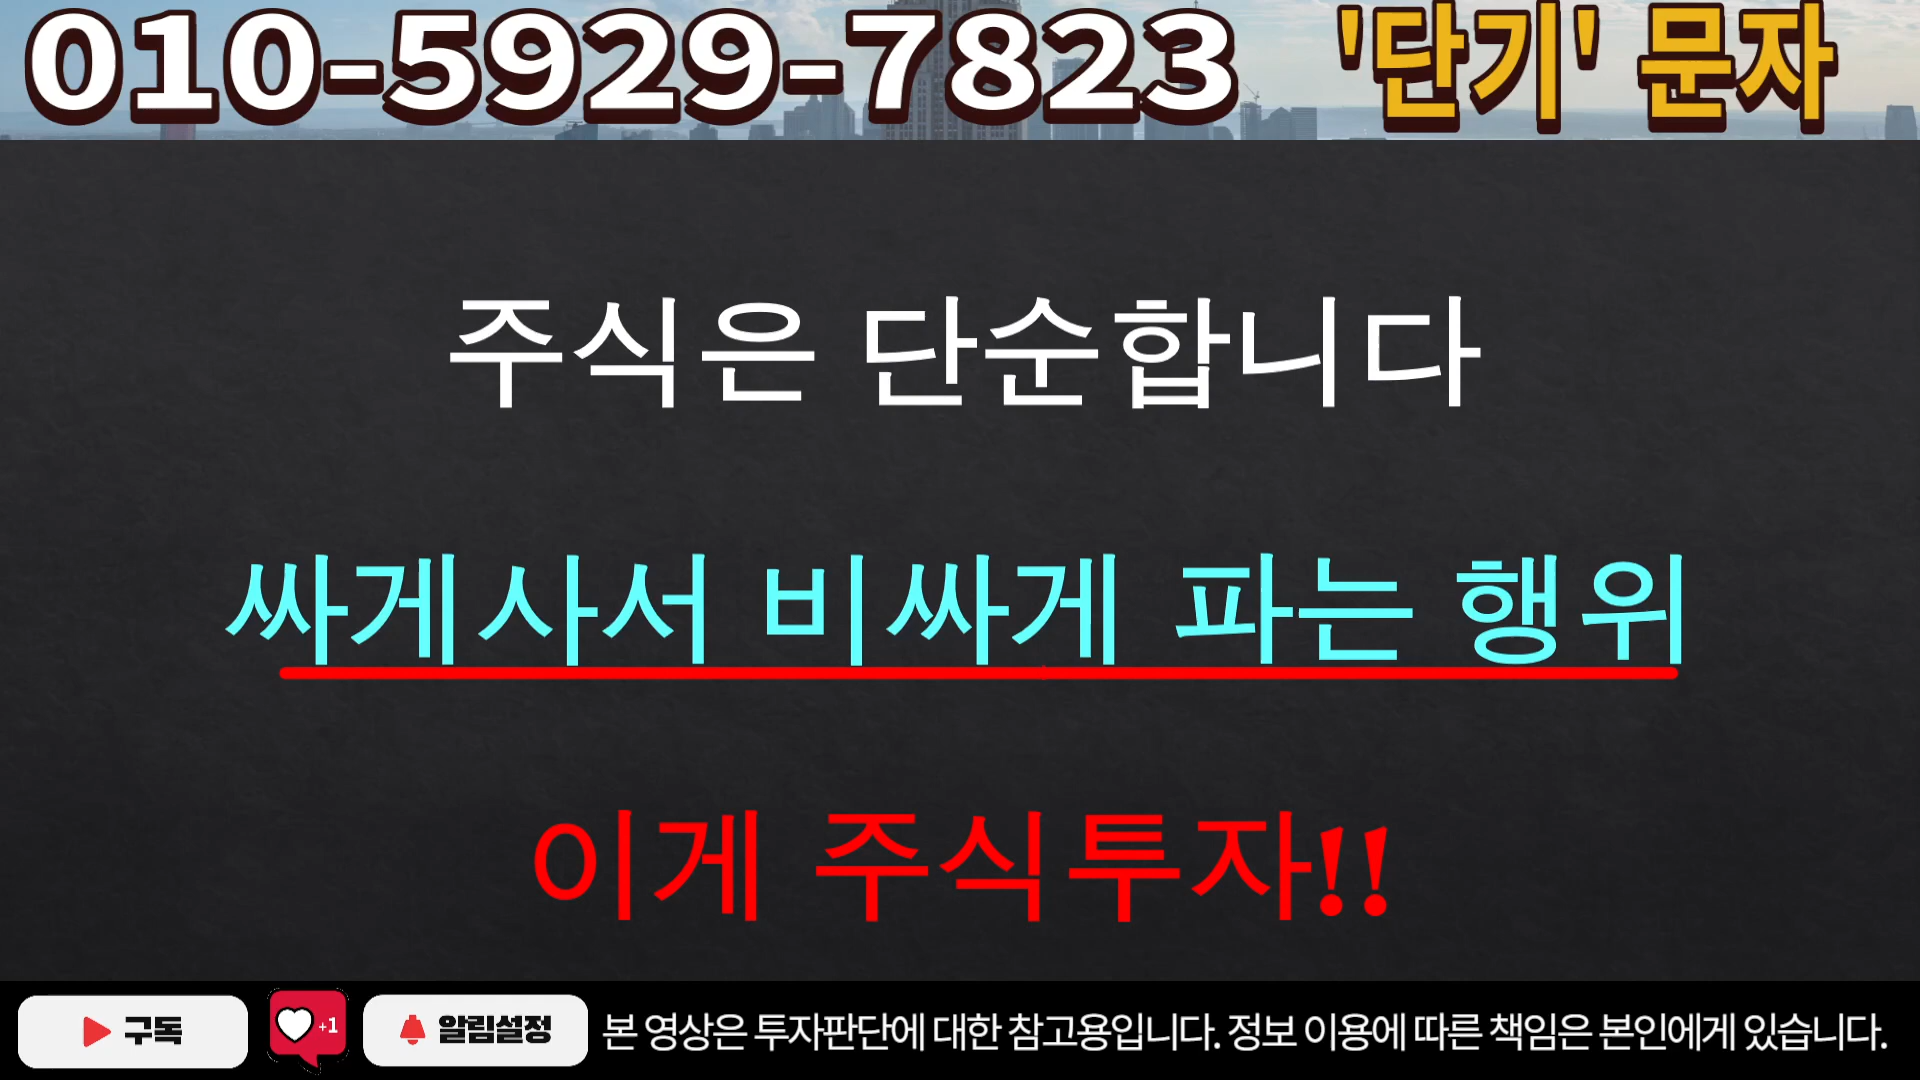 010-5929-7823 '단기' 문자
주식은 단순합니다
싸게사서 비싸게 파는 행위
이게 주식투자!!
구독 +1 알림설정 본 영상은 투자판단에 대한 참고용입니다. 정보 이용에 따른 책임은 본인에게 있습니다.